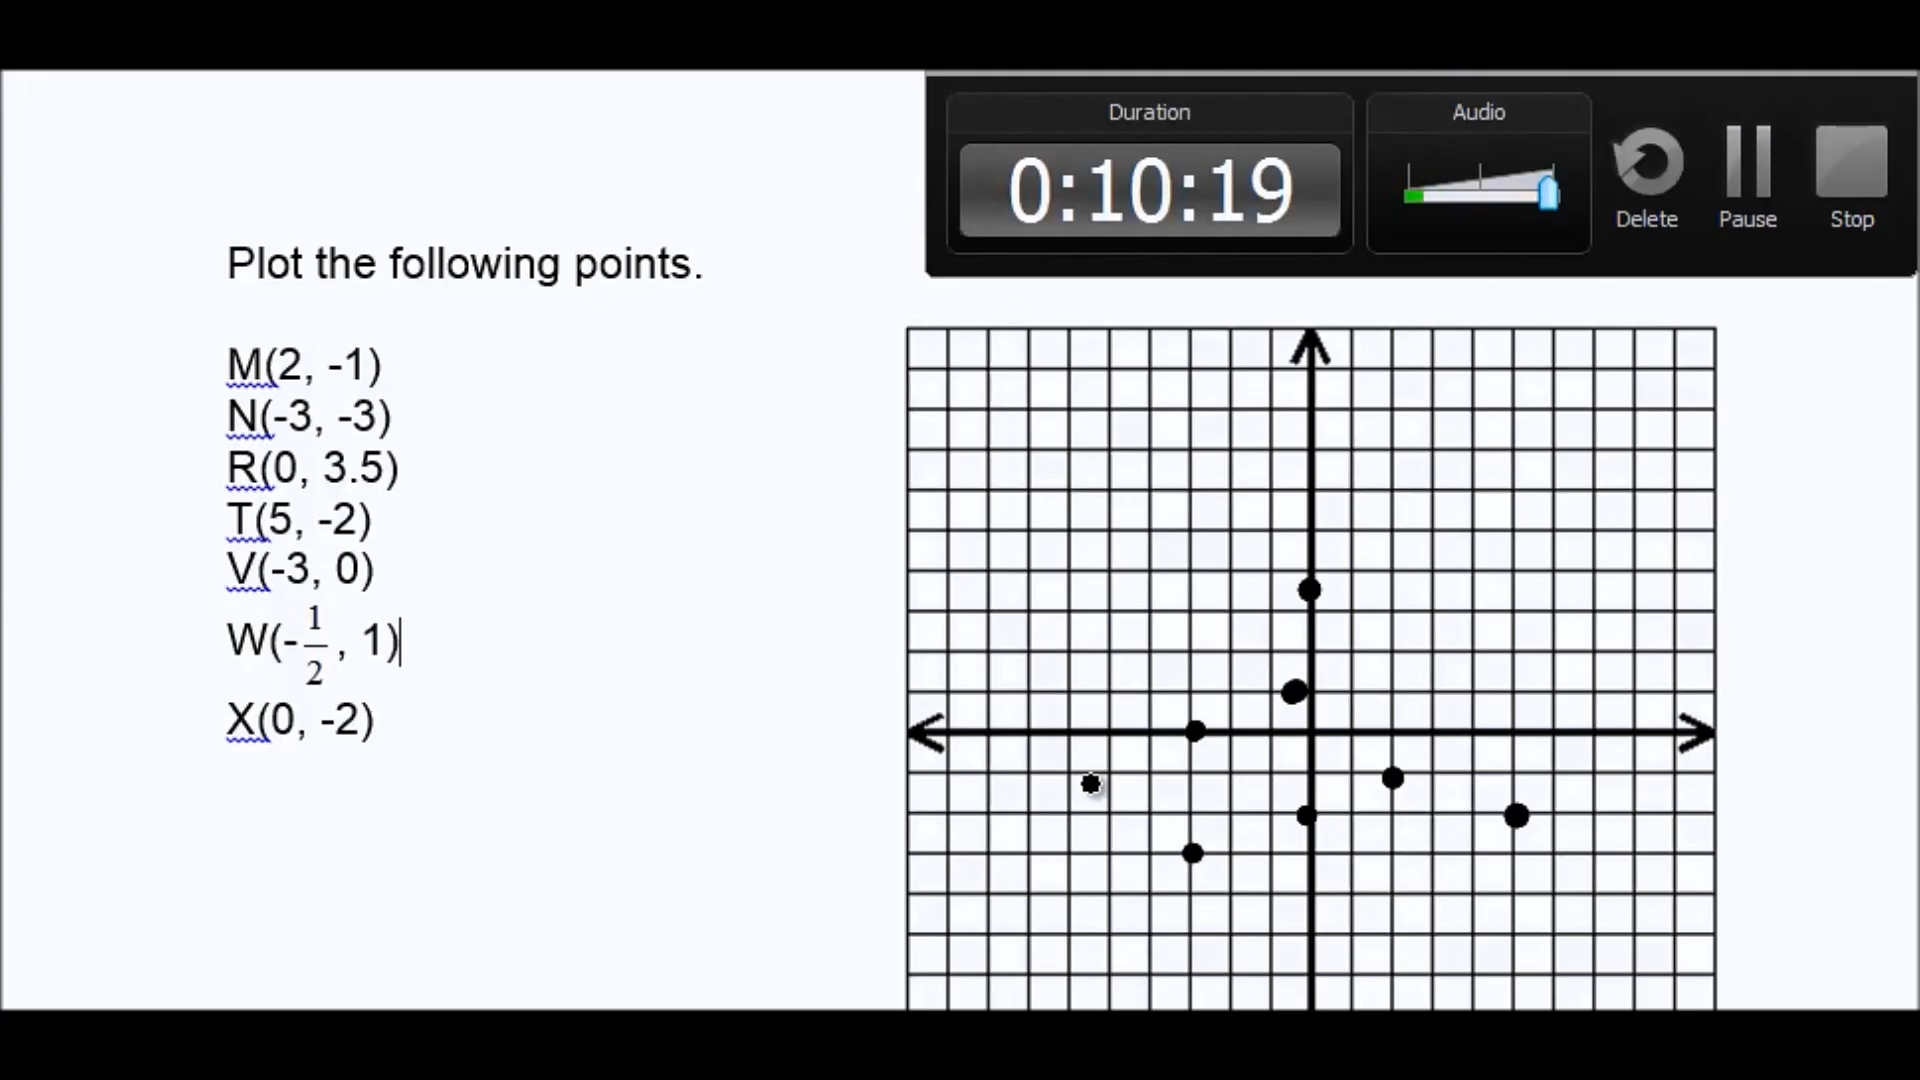 Duration
Audio
0:10:19
Delete
Pause
Stop
Plot the following points.
M(2, -1)
N(-3, -3)
R(0, 3.5)
T(5, -2)
V(-3, 0)
W(-1/2, 1)
X(0, -2)